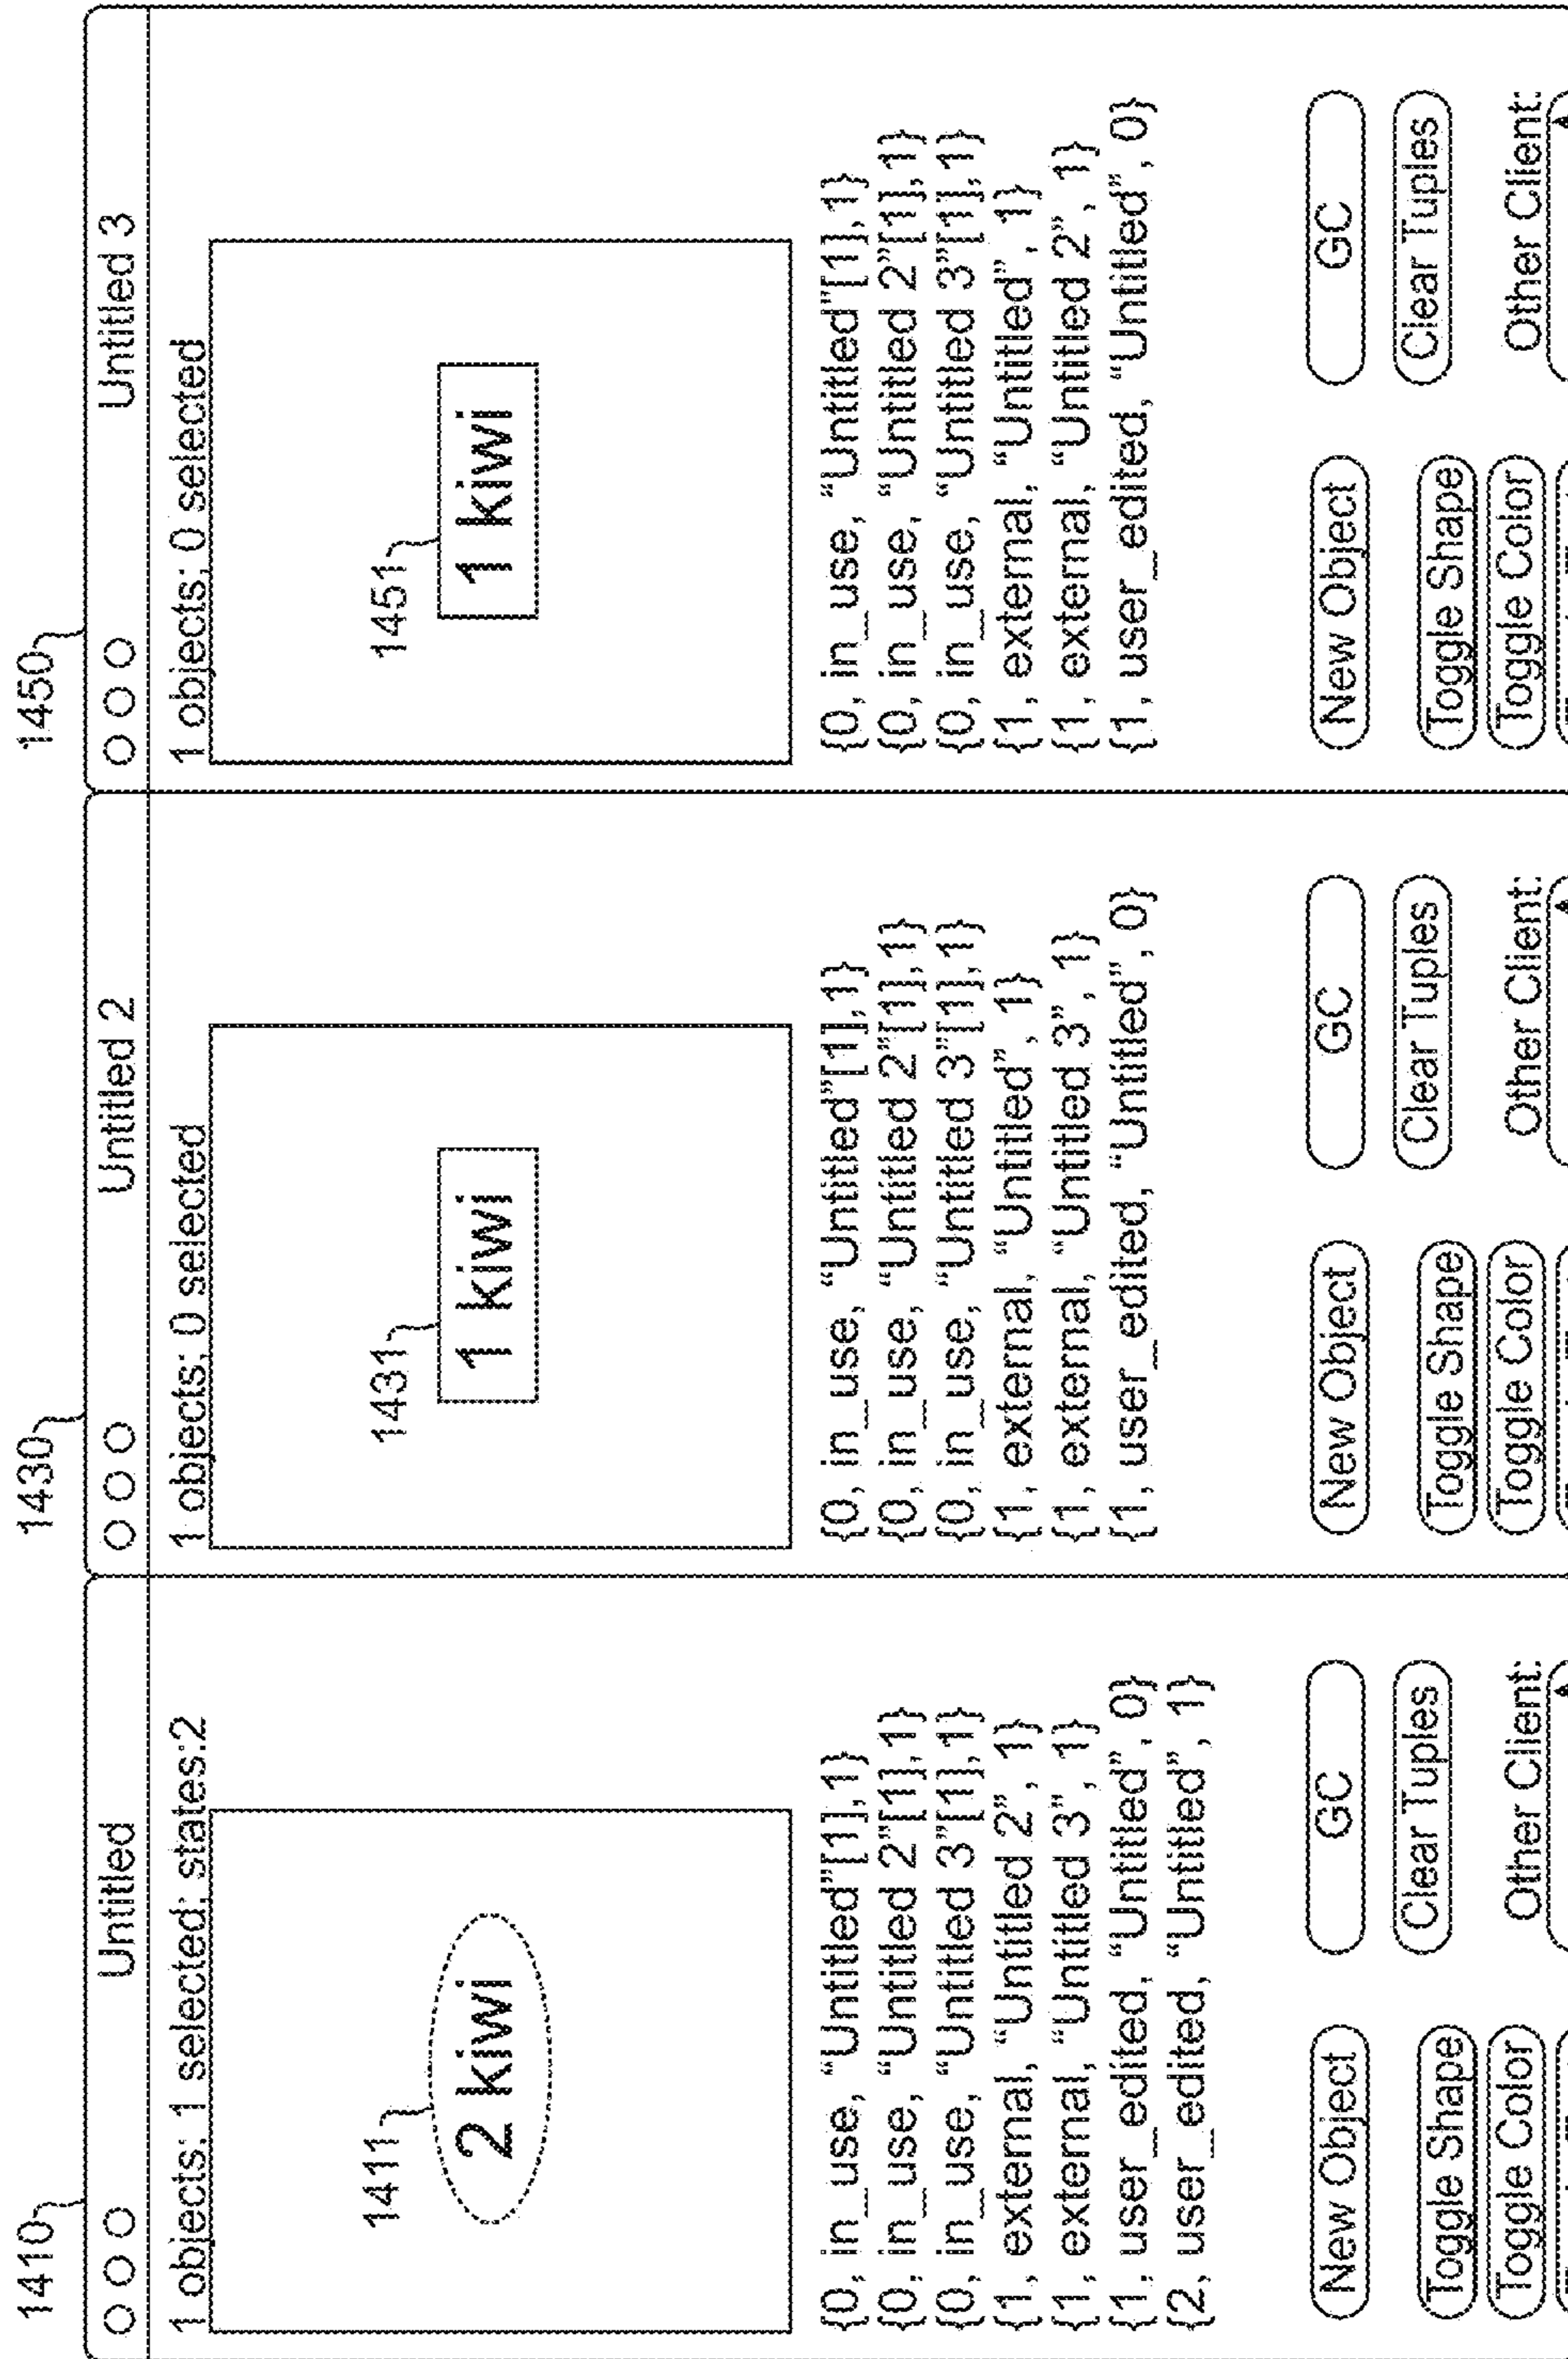 1410
Untitled
1 objects: 1 selected; states:2
1411
2 kiwi
{0, in_use, “Untitled”[1],1}
{0, in_use, “Untitled 2”[1],1}
{0, in_use, “Untitled 3”[1],1}
{1, external, “Untitled 2”, 1}
{1, external, “Untitled 3”, 1}
{1, user_edited, “Untitled”, 0}
{2, user_edited, “Untitled”, 1}
New Object
GC
Toggle Shape
Clear Tuples
Toggle Color
Other Client:
1430
Untitled 2
1 objects; 0 selected
1431
1 kiwi
{0, in_use, “Untitled”[1],1}
{0, in_use, “Untitled 2”[1],1}
{0, in_use, “Untitled 3”[1],1}
{1, external, “Untitled”, 1}
{1, external, “Untitled 3”, 1}
{1, user_edited, “Untitled”, 0}
New Object
GC
Toggle Shape
Clear Tuples
Toggle Color
Other Client:
1450
Untitled 3
1 objects; 0 selected
1451
1 kiwi
{0, in_use, “Untitled”[1],1}
{0, in_use, “Untitled 2”[1],1}
{0, in_use, “Untitled 3”[1],1}
{1, external, “Untitled”, 1}
{1, external, “Untitled 2”, 1}
{1, user_edited, “Untitled”, 0}
New Object
GC
Toggle Shape
Clear Tuples
Toggle Color
Other Client: